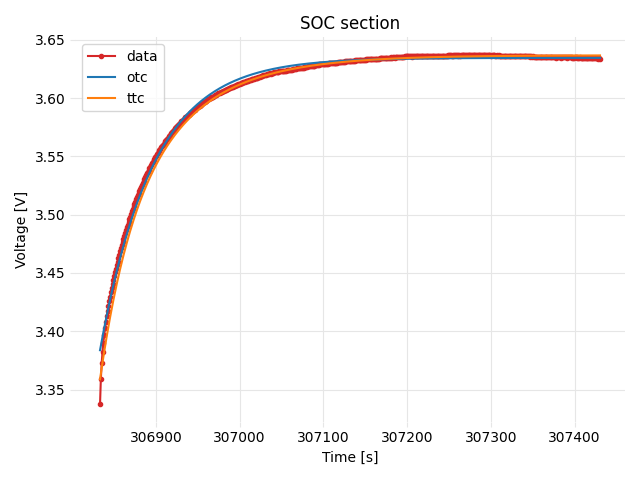 SOC section
3.65
3.60
3.55
3.50
3.45
3.40
3.35
Voltage [V]
data
otc
ttc
306900 307000 307100 307200 307300 307400
Time [s]